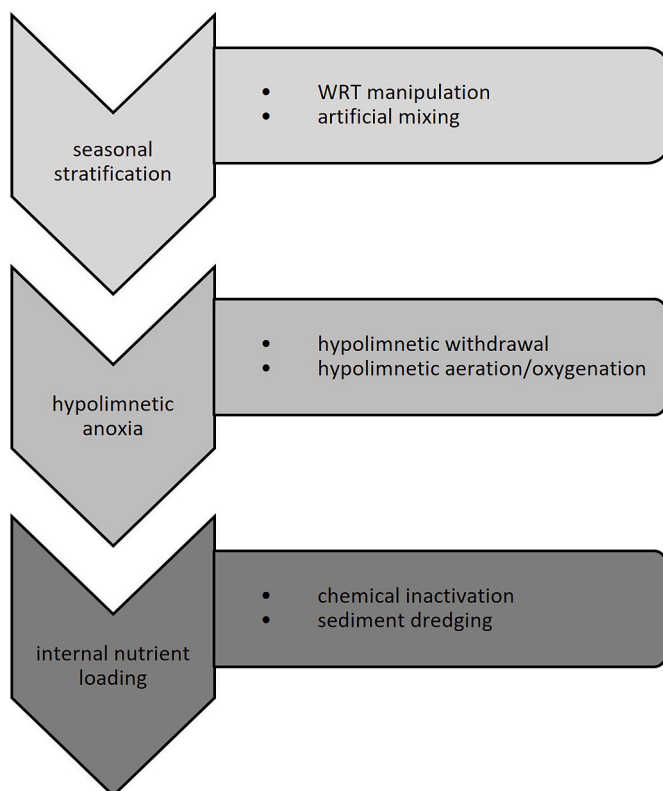 seasonal
stratification
• WRT manipulation
• artificial mixing
hypolimnetic
anoxia
• hypolimnetic withdrawal
• hypolimnetic aeration/oxygenation
internal nutrient
loading
• chemical inactivation
• sediment dredging